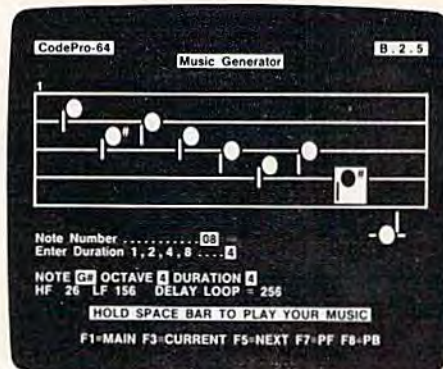 CodePro-64 B.2.5
Music Generator
1
#
#
Note Number ...........08
Enter Duration 1,2,4,8 ....4
NOTE G# OCTAVE 4 DURATION 4
HF 26 LF 156 DELAY LOOP = 256
HOLD SPACE BAR TO PLAY YOUR MUSIC
F1=MAIN F3=CURRENT F5=NEXT F7=PF F8=PB